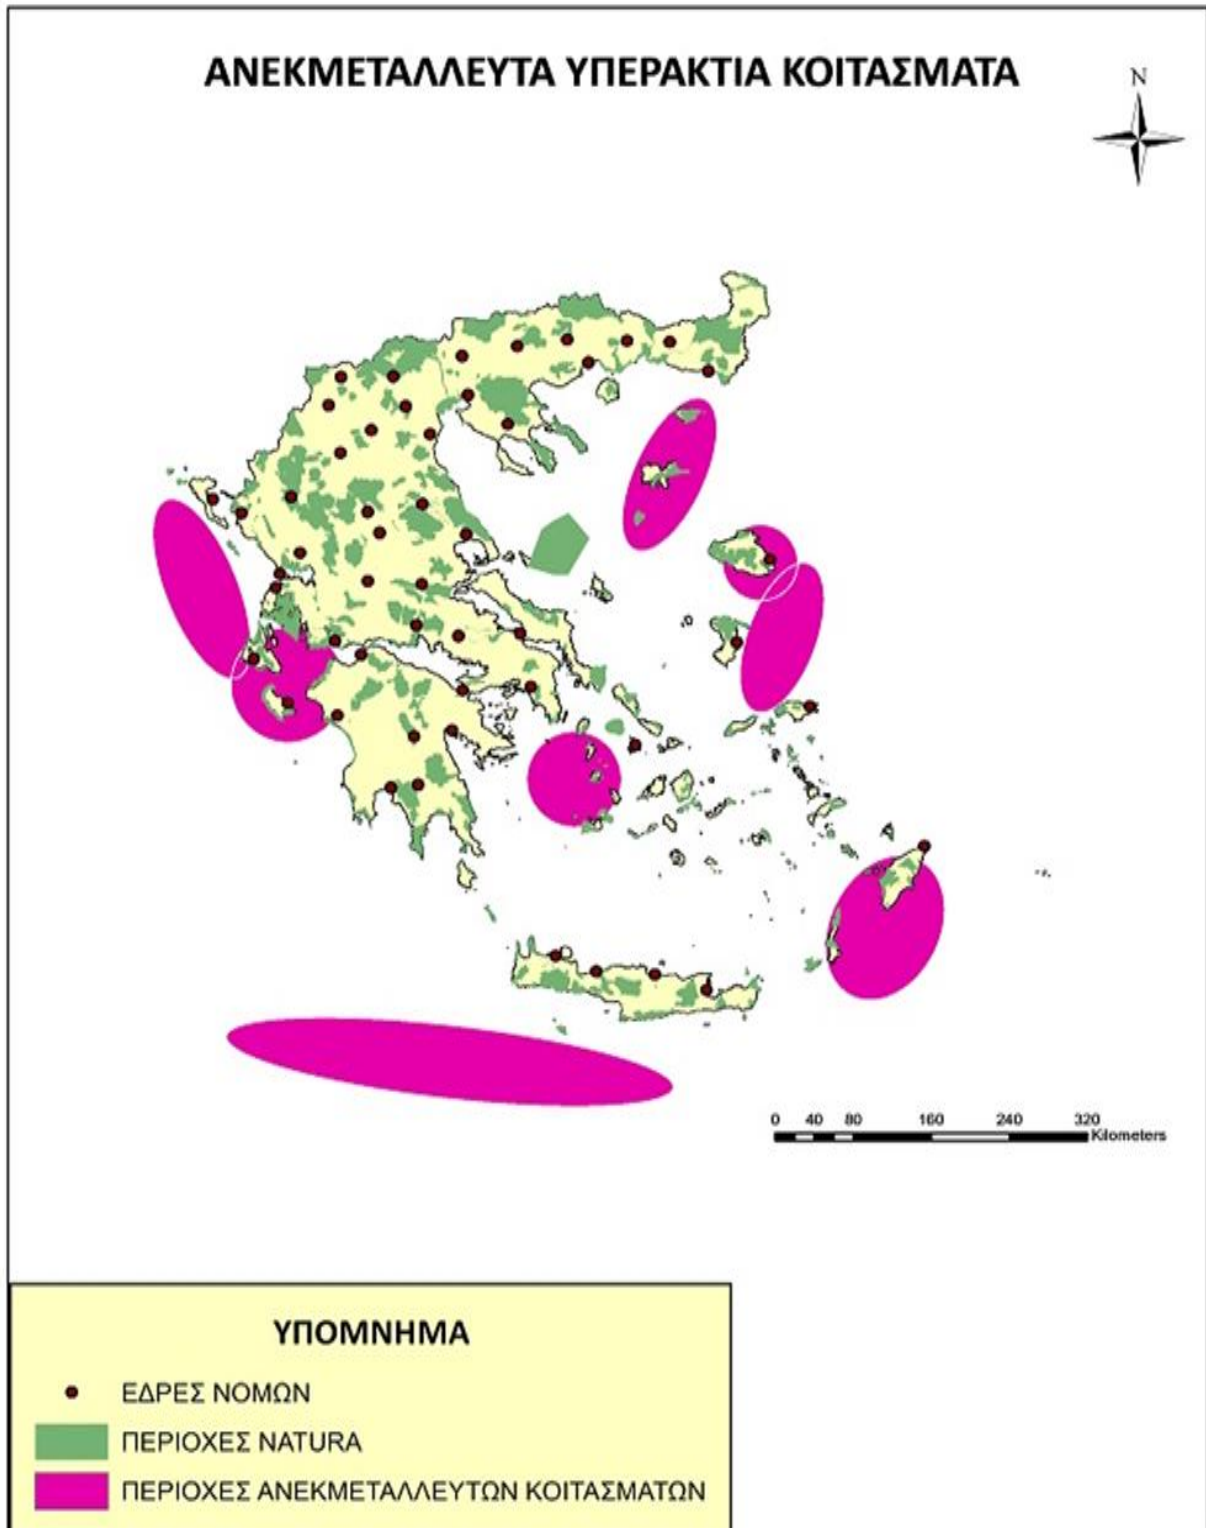 ΑΝΕΚΜΕΤΑΛΛΕΥΤΑ ΥΠΕΡΑΚΤΙΑ ΚΟΙΤΑΣΜΑΤΑ
N
0 40 80 160 240 320
Kilometers
ΥΠΟΜΝΗΜΑ
ΕΔΡΕΣ ΝΟΜΩΝ
ΠΕΡΙΟΧΕΣ NATURA
ΠΕΡΙΟΧΕΣ ΑΝΕΚΜΕΤΑΛΛΕΥΤΩΝ ΚΟΙΤΑΣΜΑΤΩΝ